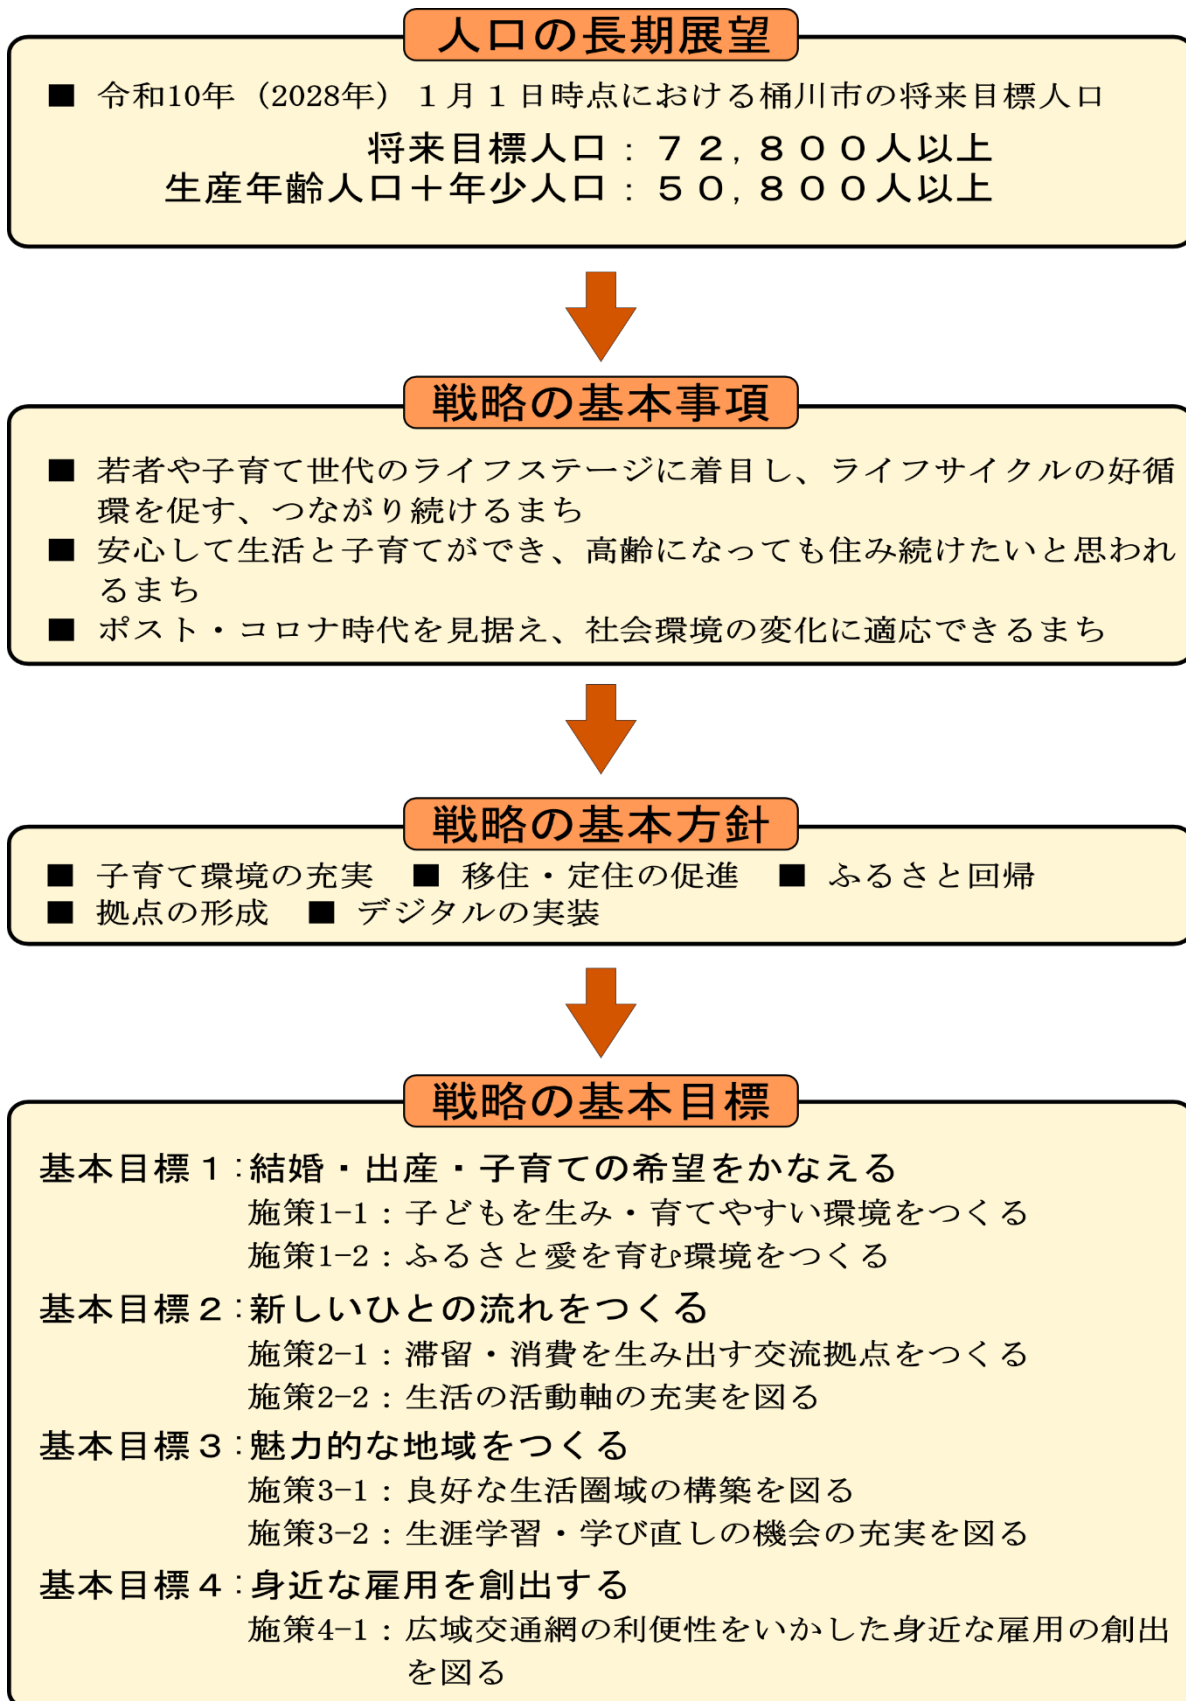 人口の長期展望
■ 令和10年（2028年）１月１日時点における桶川市の将来目標人口
将来目標人口：７２,８００人以上
生産年齢人口＋年少人口：５０,８００人以上
戦略の基本事項
■ 若者や子育て世代のライフステージに着目し、ライフサイクルの好循
環を促す、つながり続けるまち
■ 安心して生活と子育てができ、高齢になっても住み続けたいと思われ
るまち
■ ポスト・コロナ時代を見据え、社会環境の変化に適応できるまち
戦略の基本方針
■ 子育て環境の充実 ■ 移住・定住の促進 ■ ふるさと回帰
■ 拠点の形成 ■ デジタルの実装
戦略の基本目標
基本目標１：結婚・出産・子育ての希望をかなえる
施策1-1：子どもを生み・育てやすい環境をつくる
施策1-2：ふるさと愛を育む環境をつくる
基本目標２：新しいひとの流れをつくる
施策2-1：滞留・消費を生み出す交流拠点をつくる
施策2-2：生活の活動軸の充実を図る
基本目標３：魅力的な地域をつくる
施策3-1：良好な生活圏域の構築を図る
施策3-2：生涯学習・学び直しの機会の充実を図る
基本目標４：身近な雇用を創出する
施策4-1：広域交通網の利便性をいかした身近な雇用の創出
を図る